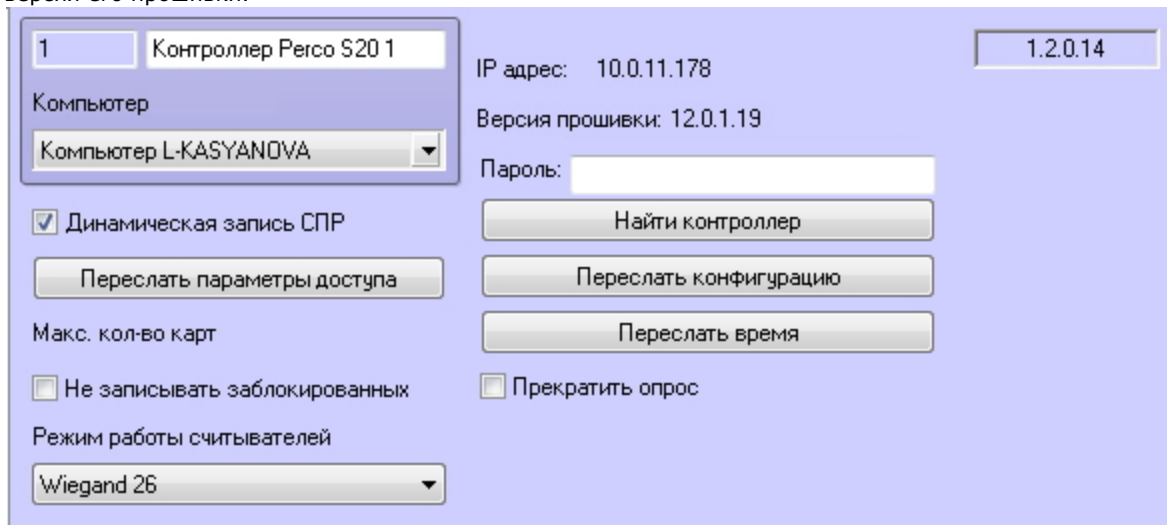 1
Контроллер Perco S20 1
Компьютер
Компьютер L-KASYANOVA
Динамическая запись СПР
Переслать параметры доступа
Макс. кол-во карт
Не записывать заблокированных
Режим работы считывателей
Wiegand 26
IP адрес: 10.0.11.178
Версия прошивки: 12.0.1.19
Пароль:
Найти контроллер
Переслать конфигурацию
Переслать время
Прекратить опрос
1.2.0.14